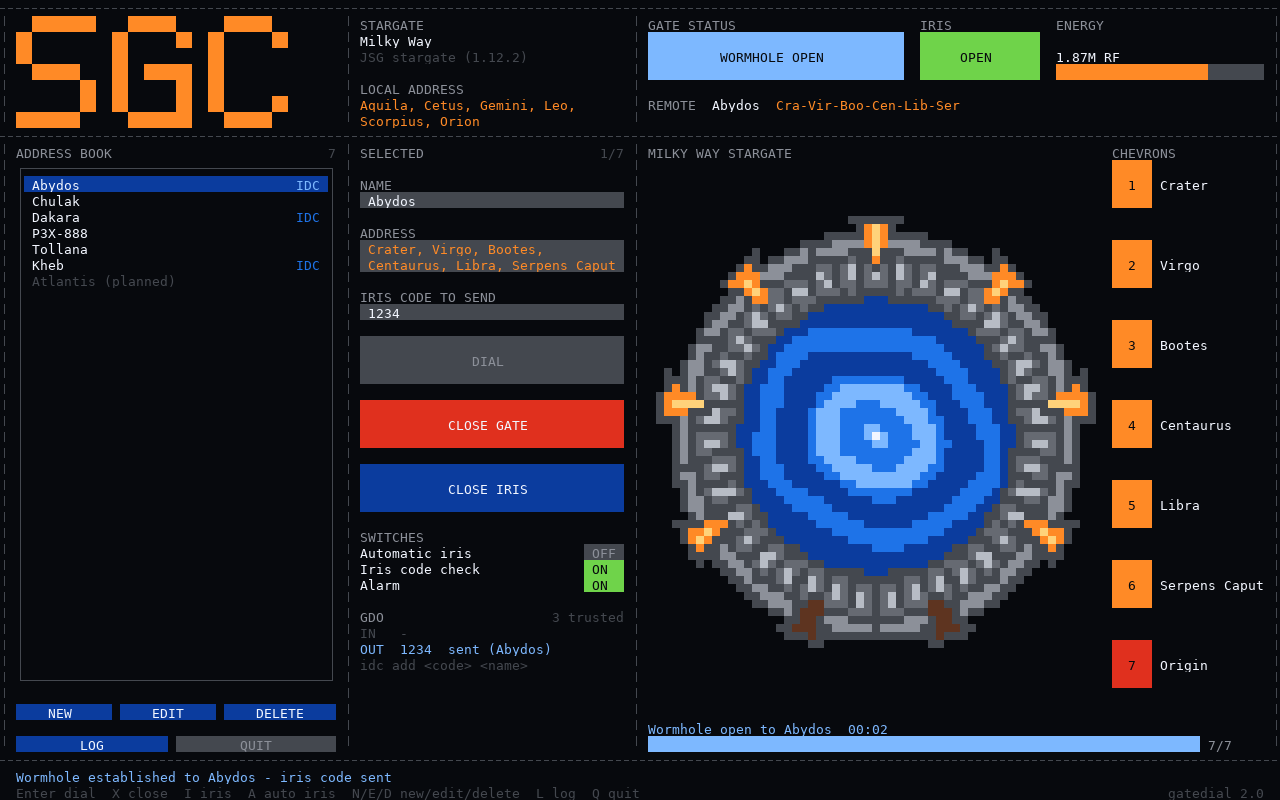 SGC
STARGATE
Milky Way
JSG stargate (1.12.2)
LOCAL ADDRESS
Aquila, Cetus, Gemini, Leo,
Scorpius, Orion
GATE STATUS
WORMHOLE OPEN
IRIS
OPEN
ENERGY
1.87M RF
REMOTE Abydos Cra-Vir-Boo-Cen-Lib-Ser
ADDRESS BOOK 7
Abydos IDC
Chulak
Dakara IDC
P3X-888
Tollana
Kheb IDC
Atlantis (planned)
NEW EDIT DELETE
LOG QUIT
SELECTED 1/7
NAME
Abydos
ADDRESS
Crater, Virgo, Bootes,
Centaurus, Libra, Serpens Caput
IRIS CODE TO SEND
1234
DIAL
CLOSE GATE
CLOSE IRIS
SWITCHES
Automatic iris OFF
Iris code check ON
Alarm ON
GDO 3 trusted
IN -
OUT 1234 sent (Abydos)
idc add <code> <name>
MILKY WAY STARGATE
CHEVRONS
1 Crater
2 Virgo
3 Bootes
4 Centaurus
5 Libra
6 Serpens Caput
7 Origin
Wormhole open to Abydos 00:02
7/7
Wormhole established to Abydos - iris code sent
Enter dial X close I iris A auto iris N/E/D new/edit/delete L log Q quit
gatedial 2.0